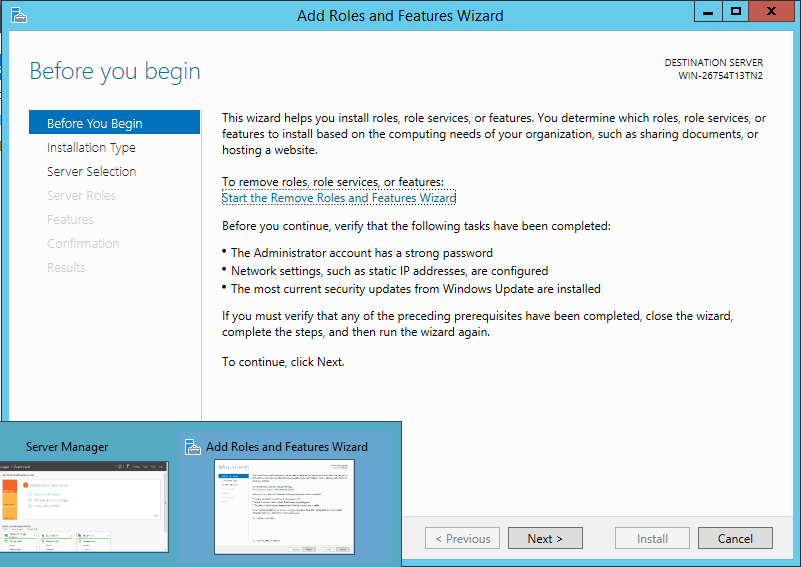 Add Roles and Features Wizard
Before you begin
DESTINATION SERVER
WIN-26754T13TN2
Before You Begin
Installation Type
Server Selection
Server Roles
Features
Confirmation
Results
This wizard helps you install roles, role services, or features. You determine which roles, role services, or
features to install based on the computing needs of your organization, such as sharing documents, or
hosting a website.
To remove roles, role services, or features:
Start the Remove Roles and Features Wizard
Before you continue, verify that the following tasks have been completed:
• The Administrator account has a strong password
• Network settings, such as static IP addresses, are configured
• The most current security updates from Windows Update are installed
If you must verify that any of the preceding prerequisites have been completed, close the wizard,
complete the steps, and then run the wizard again.
To continue, click Next.
Server Manager
Add Roles and Features Wizard
Before you begin
< Previous
Next >
Install
Cancel